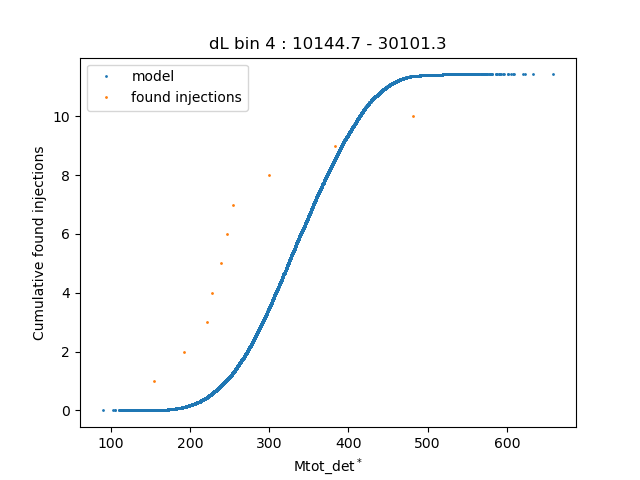 dL bin 4 : 10144.7 - 30101.3
model
found injections
Cumulative found injections
10
8
6
4
2
0
100 200 300 400 500 600
Mtot_det*